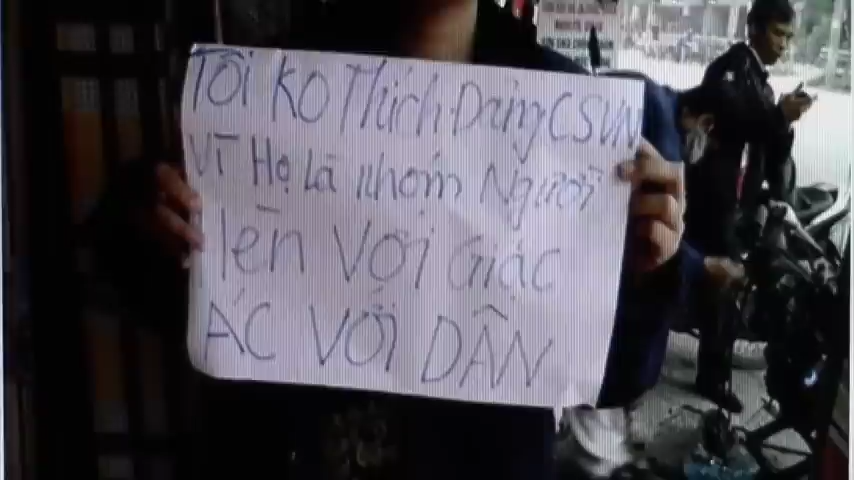 Tôi KO Thích Đảng CSVN
Vì Họ Là nhóm Người
Hèn Với Giặc
ÁC VỚI DÂN